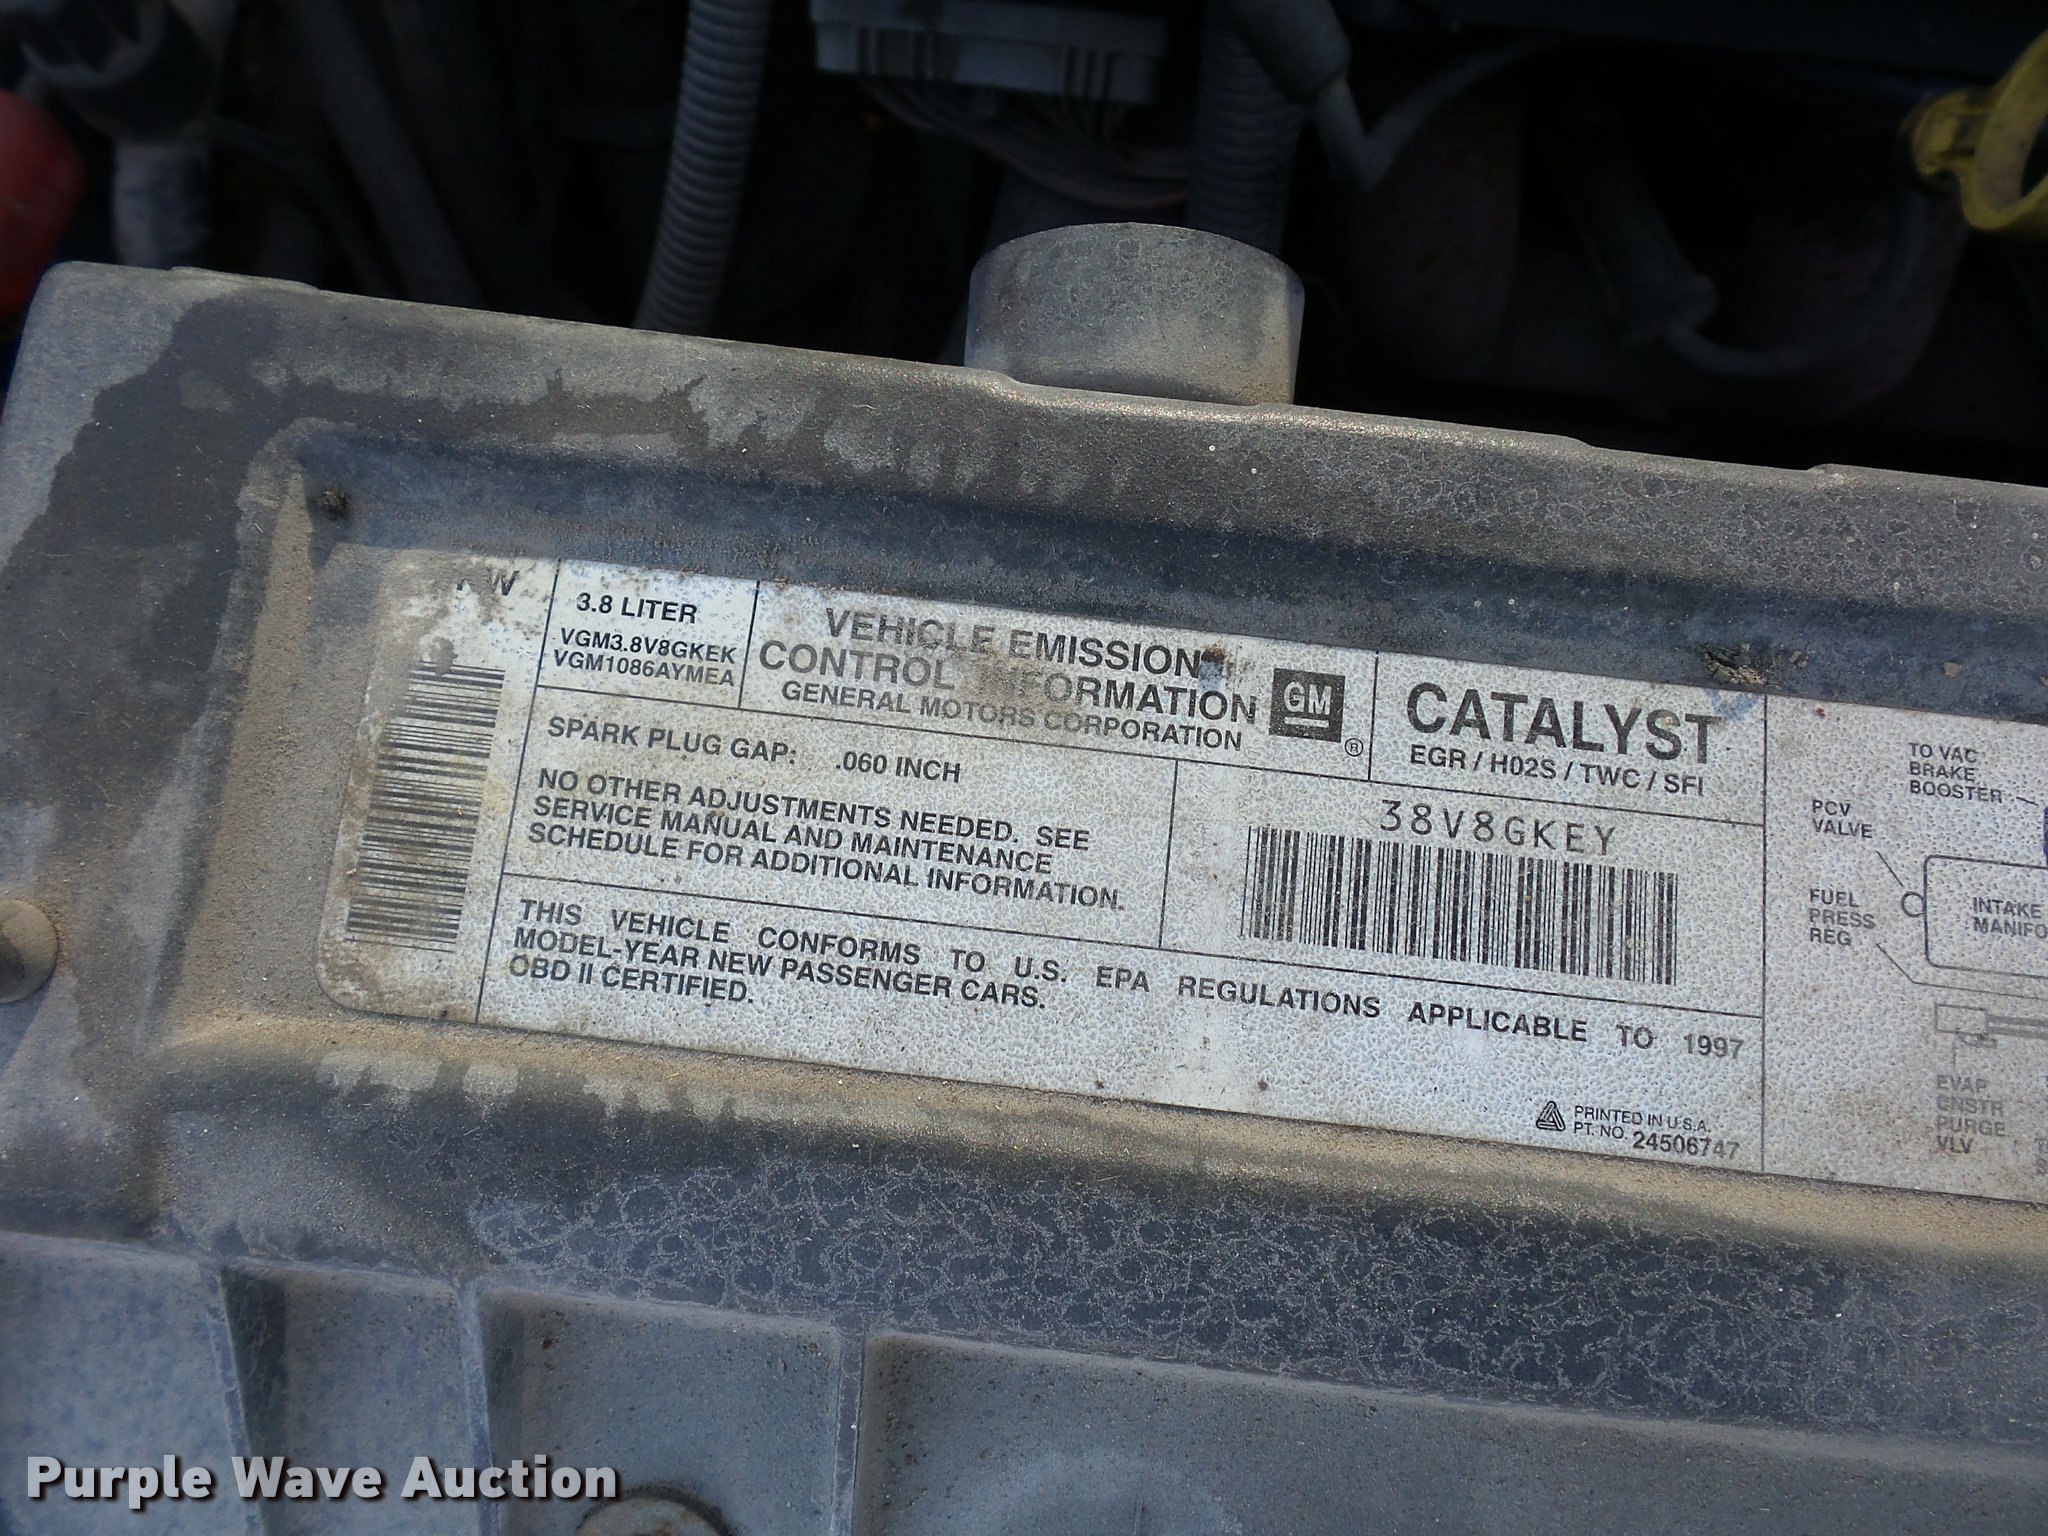 3.8 LITER
VGM3.8V8GKEK
VGM1086AYMEA
VEHICLE EMISSIONS
CONTROL INFORMATION
GENERAL MOTORS CORPORATION
GM
®
CATALYST
EGR / H02S / TWC / SFI
SPARK PLUG GAP: .060 INCH
NO OTHER ADJUSTMENTS NEEDED. SEE
SERVICE MANUAL AND MAINTENANCE
SCHEDULE FOR ADDITIONAL INFORMATION.
38V8GKEY
THIS VEHICLE CONFORMS TO U.S. EPA REGULATIONS APPLICABLE TO 1997
MODEL-YEAR NEW PASSENGER CARS.
OBD II CERTIFIED.
PRINTED IN U.S.A.
PT. NO. 24506747
TO VAC
BRAKE
BOOSTER
PCV
VALVE
FUEL
PRESS
REG
INTAKE
EVAP
CNSTR
PURGE
VLV
Purple Wave Auction